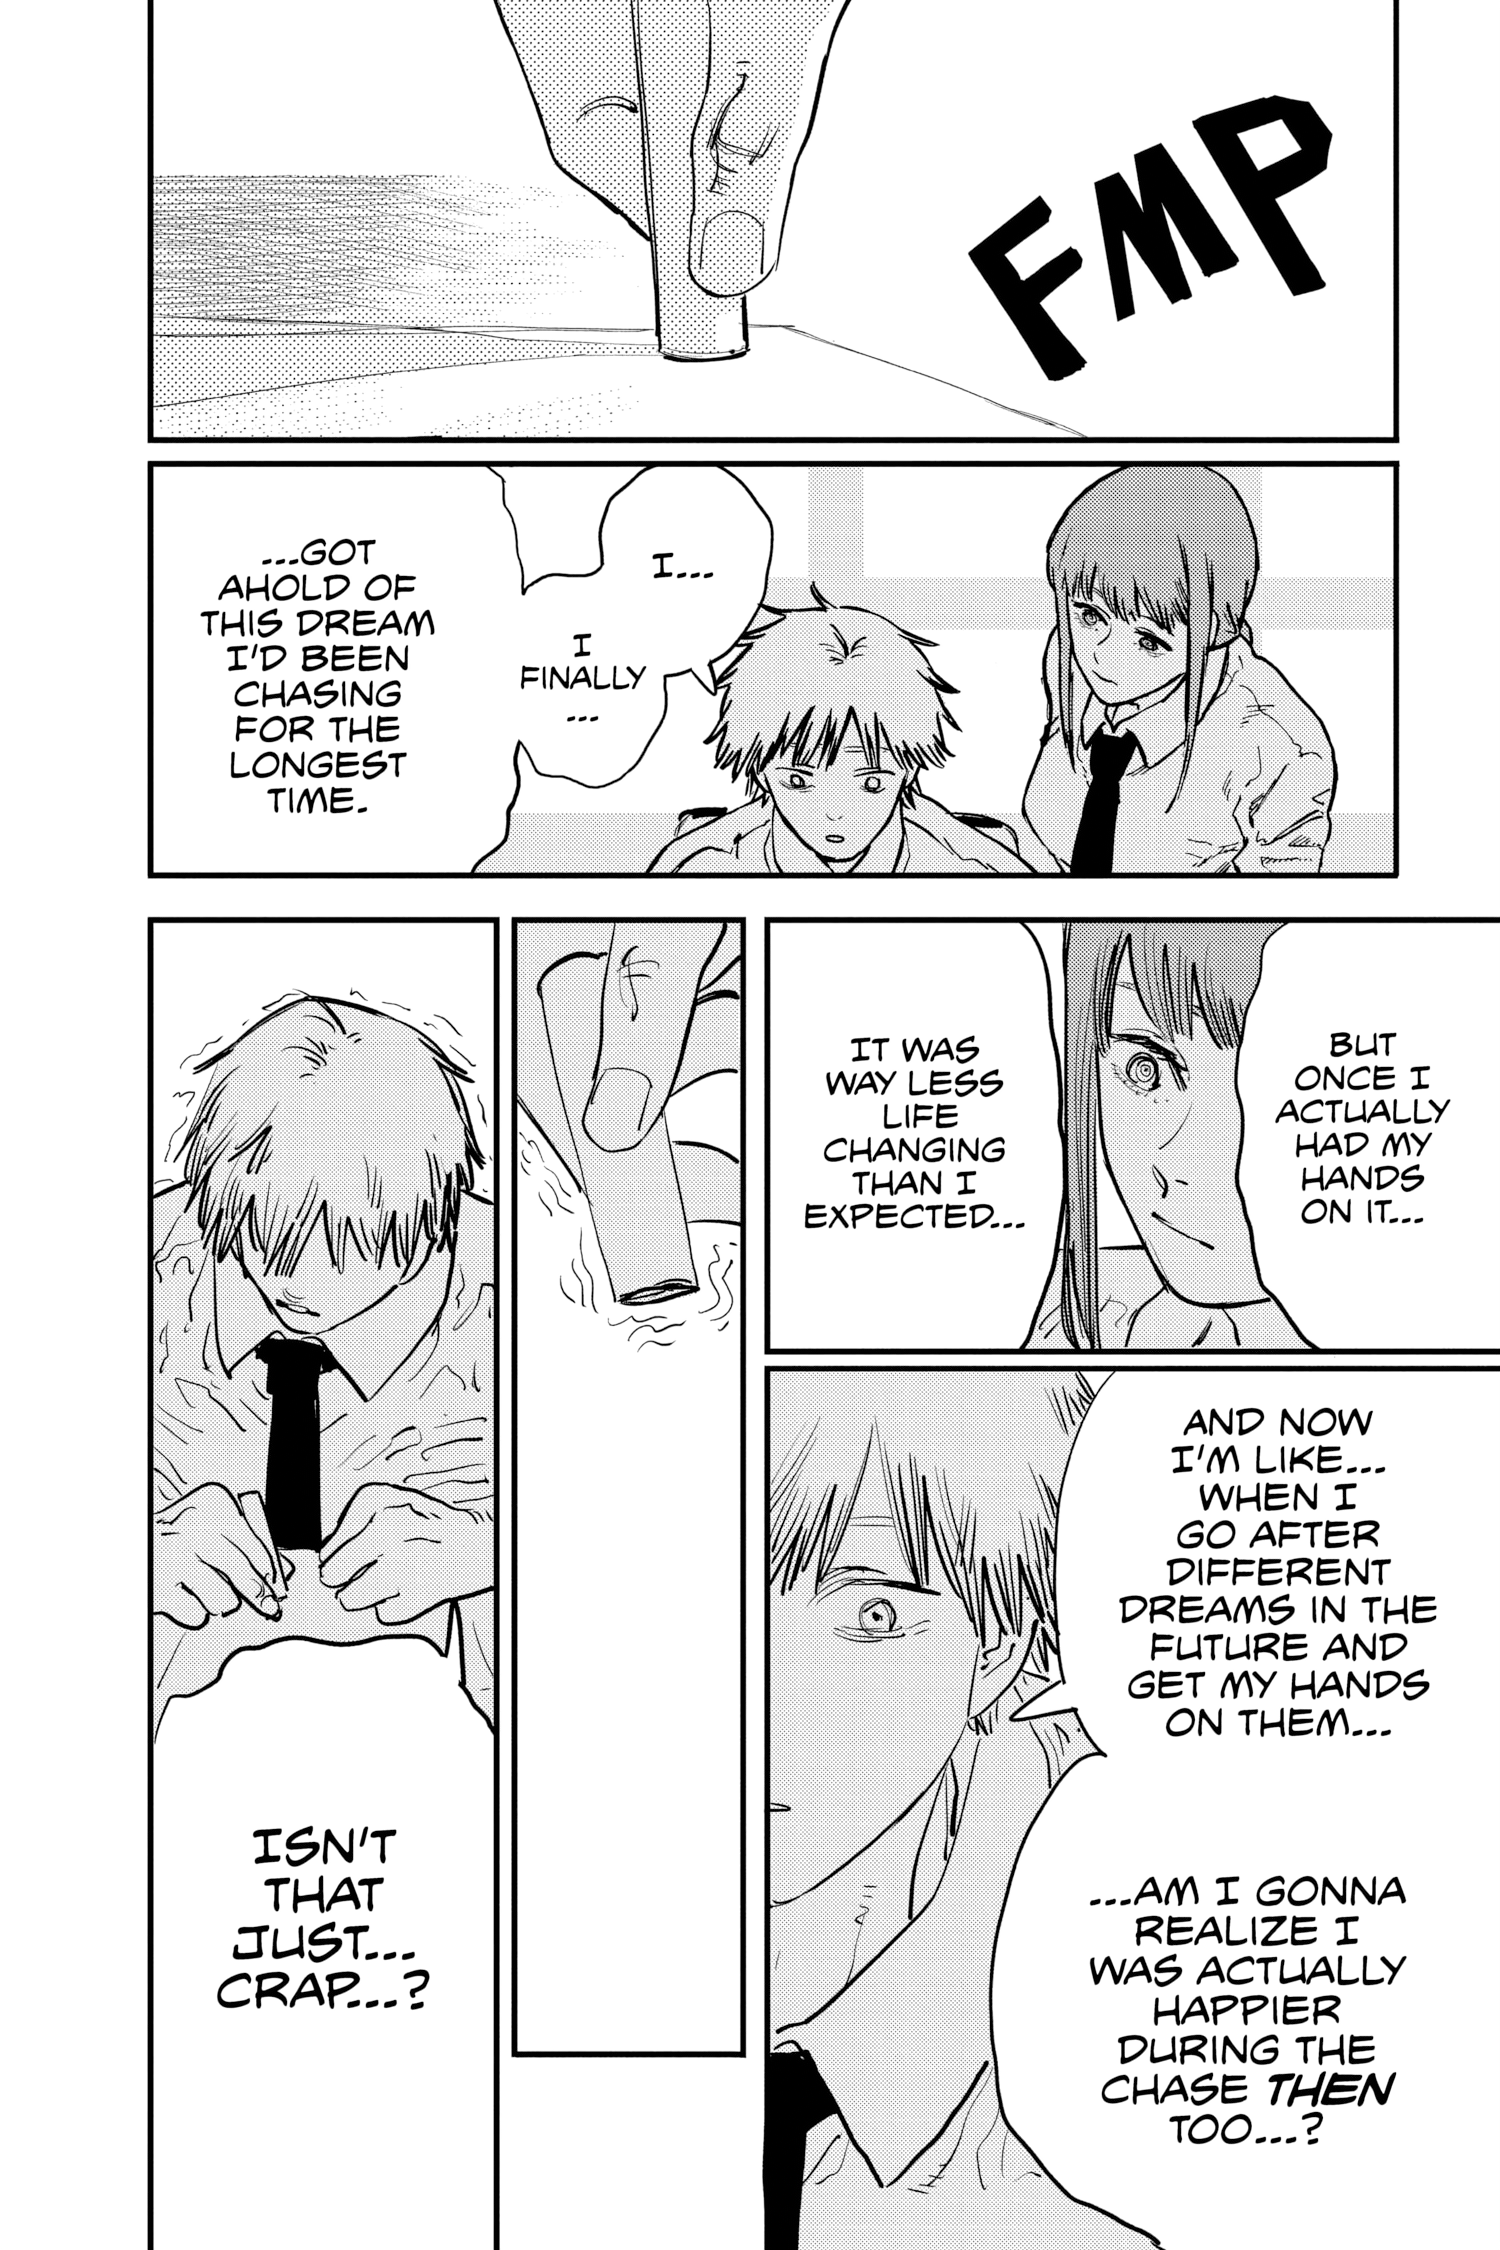 FMP
I...
I
FINALLY
...
...GOT
AHOLD OF
THIS DREAM
I'D BEEN
CHASING
FOR THE
LONGEST
TIME.
BUT
ONCE I
ACTUALLY
HAD MY
HANDS
ON IT...
IT WAS
WAY LESS
LIFE
CHANGING
THAN I
EXPECTED...
AND NOW
I'M LIKE...
WHEN I
GO AFTER
DIFFERENT
DREAMS IN THE
FUTURE AND
GET MY HANDS
ON THEM...
...AM I GONNA
REALIZE I
WAS ACTUALLY
HAPPIER
DURING THE
CHASE THEN
TOO...?
ISN'T
THAT
JUST...
CRAP...?